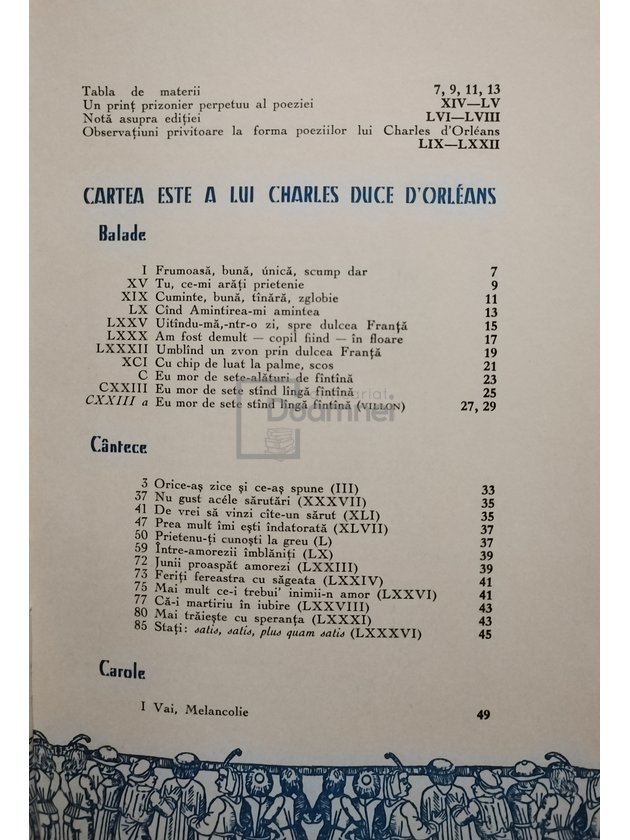 Tabla de materii 7, 9, 11, 13
Un prinț prizonier perpetuu al poeziei XIV—LV
Notă asupra ediției LVI—LVIII
Observațiuni privitoare la forma poeziilor lui Charles d'Orléans
LIX—LXXII
CARTEA ESTE A LUI CHARLES DUCE D'ORLÉANS
Balade
I Frumoasă, bună, únică, scump dar 7
XV Tu, ce-mi arăți prietenie 9
XIX Cuminte, bună, tînără, zglobie 11
LX Cînd Amintirea-mi amintea 13
LXXV Uitîndu-mă,-ntr-o zi, spre dulcea Franță 15
LXXX Am fost demult — copil fiind — în floare 17
LXXXII Umblînd un zvon prin dulcea Franță 19
XCI Cu chip de luat la palme, scos 21
C Eu mor de sete-alături de fîntînă 23
CXXIII Eu mor de sete stînd lîngă fîntînă 25
CXXIII a Eu mor de sete stînd lîngă fîntînă (VILLON) 27, 29
Cântece
3 Orice-aș zice și ce-aș spune (III) 33
37 Nu gust acéle sărutări (XXXVII) 35
41 De vrei să vinzi cîte-un sărut (XLI) 35
47 Prea mult îmi ești îndatorată (XLVII) 37
50 Prietenu-ți cunoști la greu (L) 37
59 Între-amorezii îmblăniți (LX) 39
72 Junii proaspăt amorezi (LXXIII) 39
73 Feriți fereastra cu săgeata (LXXIV) 41
75 Mai mult ce-i trebui' inimii-n amor (LXXVI) 41
77 Că-i martiriu în iubire (LXXVIII) 43
80 Mai trăiește cu speranța (LXXXI) 43
85 Stați: satis, satis, plus quam satis (LXXXVI) 45
Carole
I Vai, Melancolie 49